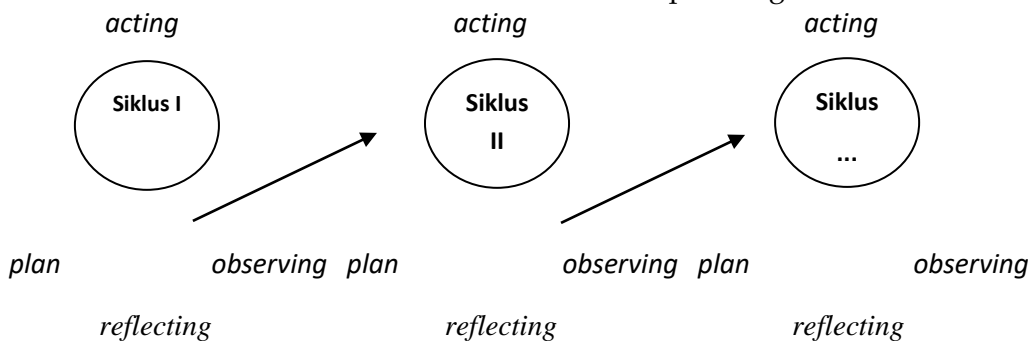 acting acting acting
Siklus I Siklus Siklus
II ...
plan observing plan observing plan observing
reflecting reflecting reflecting